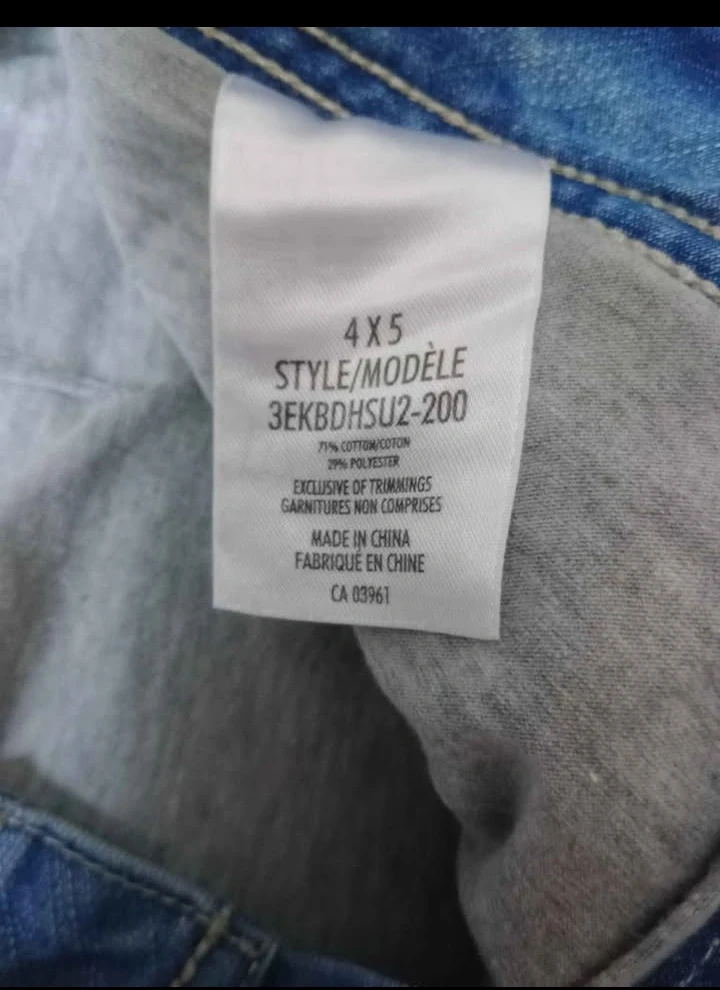 4 X 5
STYLE/MODÈLE
3EKBDHSU2-200
71% COTTON/COTON
29% POLYESTER
EXCLUSIVE OF TRIMMINGS
GARNITURES NON COMPRISES
MADE IN CHINA
FABRIQUÉ EN CHINE
CA 03961